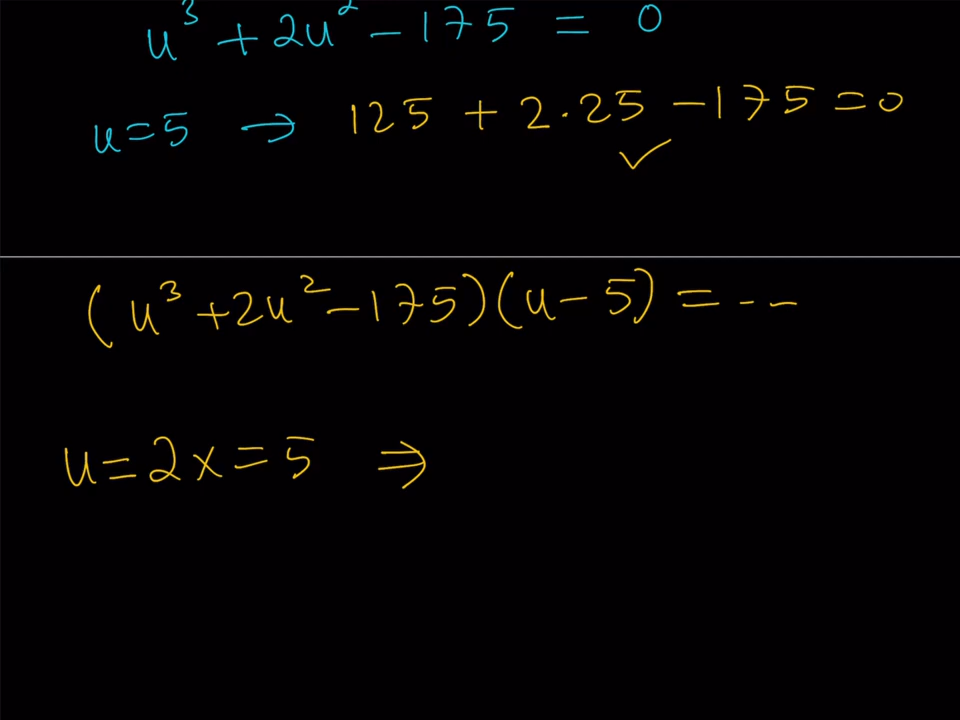 u³ + 2u² - 175 = 0
u = 5 → 125 + 2·25 - 175 = 0 ✓
(u³ + 2u² - 175)(u - 5) = - - -
u = 2x = 5 ⇒